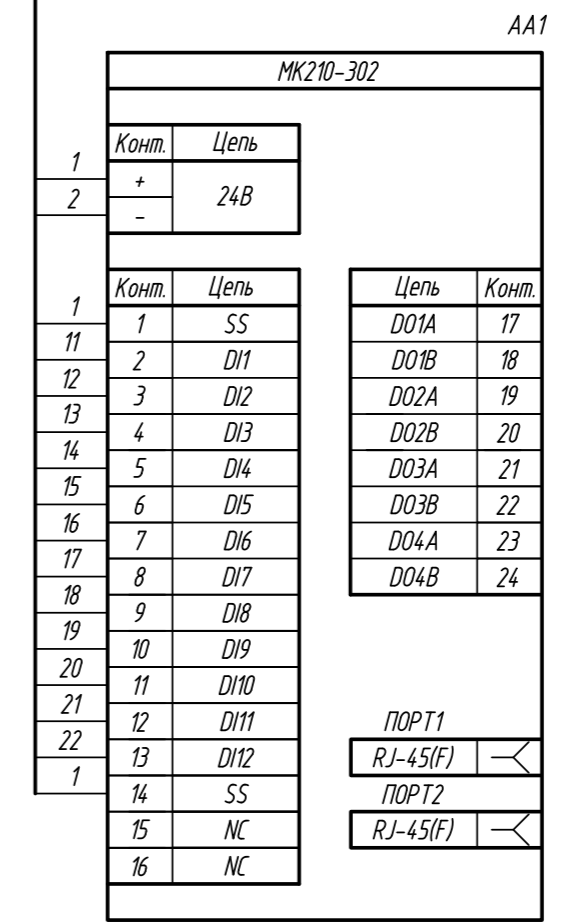 AA1
МК210-302
Конт. Цепь
1
+ 24В
2
-
Конт. Цепь Цепь Конт.
1
1 SS DO1A 17
11
2 DI1 DO1B 18
12
3 DI2 DO2A 19
13
4 DI3 DO2B 20
14
5 DI4 DO3A 21
15
6 DI5 DO3B 22
16
7 DI6 DO4A 23
17
8 DI7 DO4B 24
18
9 DI8
19
10 DI9
20
11 DI10
21
12 DI11 ПОРТ1
22
13 DI12 RJ-45(F)
1
14 SS ПОРТ2
15 NC RJ-45(F)
16 NC